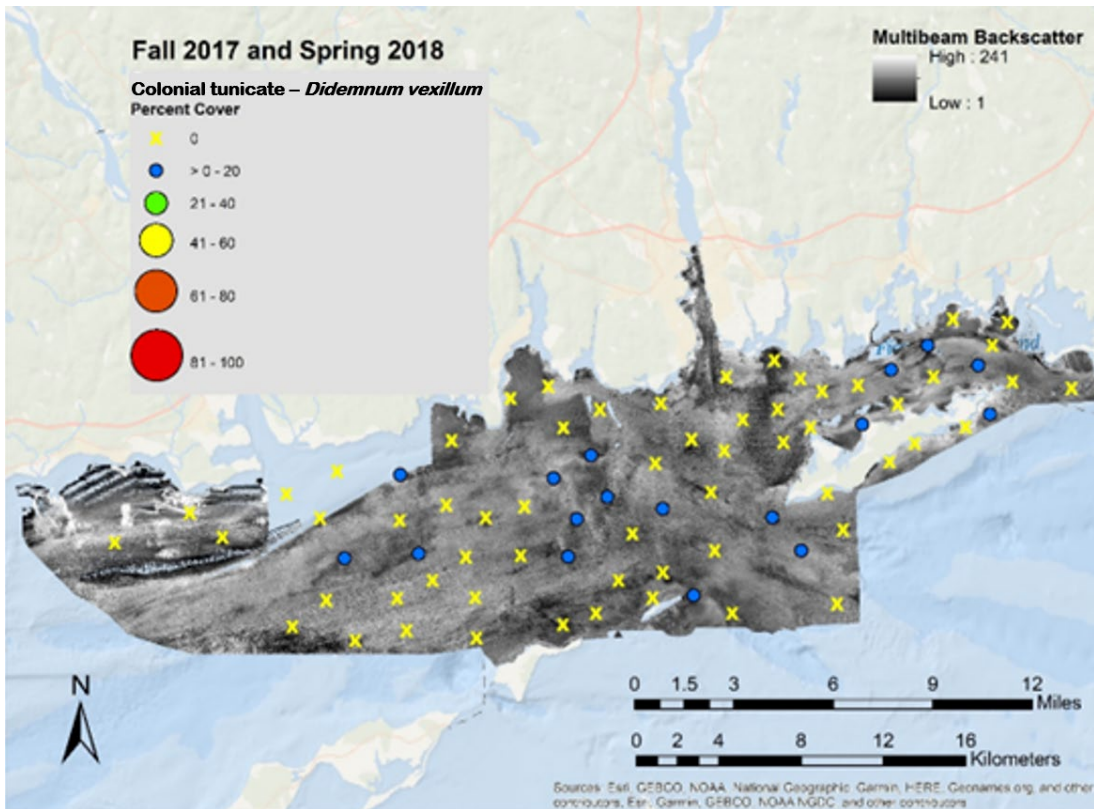 Fall 2017 and Spring 2018
Colonial tunicate – Didemnum vexillum
Percent Cover
0
> 0 - 20
21 - 40
41 - 60
61 - 80
81 - 100
Multibeam Backscatter
High : 241
Low : 1
N
0 1.5 3 6 9 12
Miles
0 2 4 8 12 16
Kilometers
Sources: Esri, GEBCO, NOAA, National Geographic, Garmin, HERE, Geonames.org, and other
contributors, Esri, Garmin, GEBCO, NOAA NGDC, and other contributors